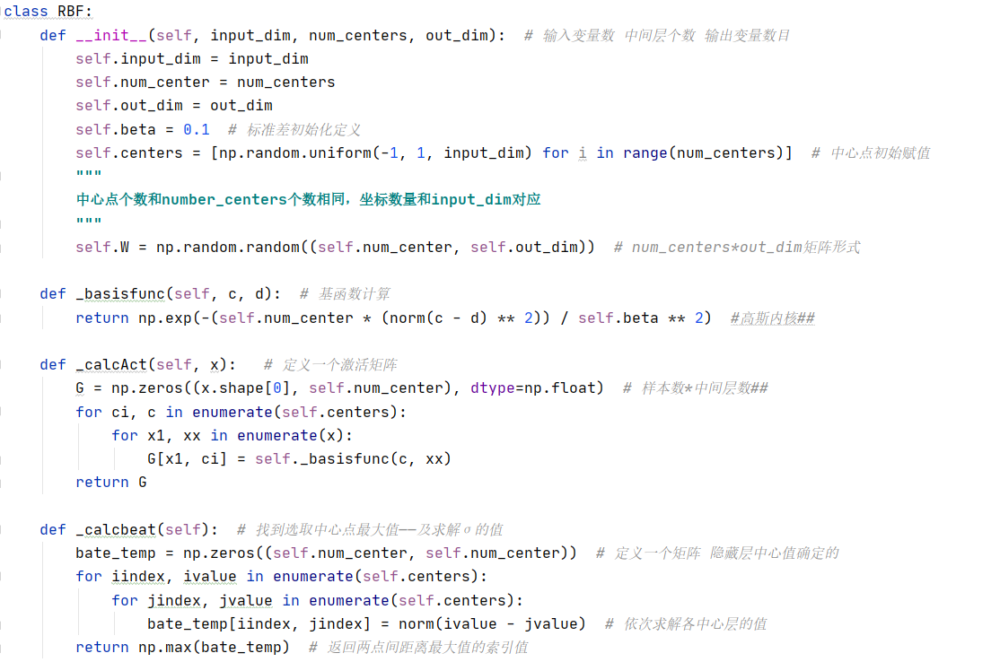 class RBF:
    def __init__(self, input_dim, num_centers, out_dim):  # 输入变量数 中间层个数 输出变量数目
        self.input_dim = input_dim
        self.num_center = num_centers
        self.out_dim = out_dim
        self.beta = 0.1  # 标准差初始化定义
        self.centers = [np.random.uniform(-1, 1, input_dim) for i in range(num_centers)]  # 中心点初始赋值
        """
        中心点个数和number_centers个数相同，坐标数量和input_dim对应
        """
        self.W = np.random.random((self.num_center, self.out_dim))  # num_centers*out_dim矩阵形式
    def _basisfunc(self, c, d):  # 基函数计算
        return np.exp(-(self.num_center * (norm(c - d) ** 2)) / self.beta ** 2)  #高斯内核##
    def _calcAct(self, x):   # 定义一个激活矩阵
        G = np.zeros((x.shape[0], self.num_center), dtype=np.float)  # 样本数*中间层数##
        for ci, c in enumerate(self.centers):
            for x1, xx in enumerate(x):
                G[x1, ci] = self._basisfunc(c, xx)
        return G
    def _calcbeat(self):  # 找到选取中心点最大值——及求解σ的值
        bate_temp = np.zeros((self.num_center, self.num_center))  # 定义一个矩阵 隐藏层中心值确定的
        for iindex, ivalue in enumerate(self.centers):
            for jindex, jvalue in enumerate(self.centers):
                bate_temp[iindex, jindex] = norm(ivalue - jvalue)  # 依次求解各中心层的值
        return np.max(bate_temp)  # 返回两点间距离最大值的索引值